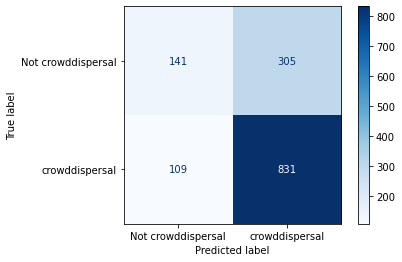 800
700
Not crowddispersal
141
305
600
500
True label
400
crowddispersal
109
831
300
200
Not crowddispersal
crowddispersal
Predicted label